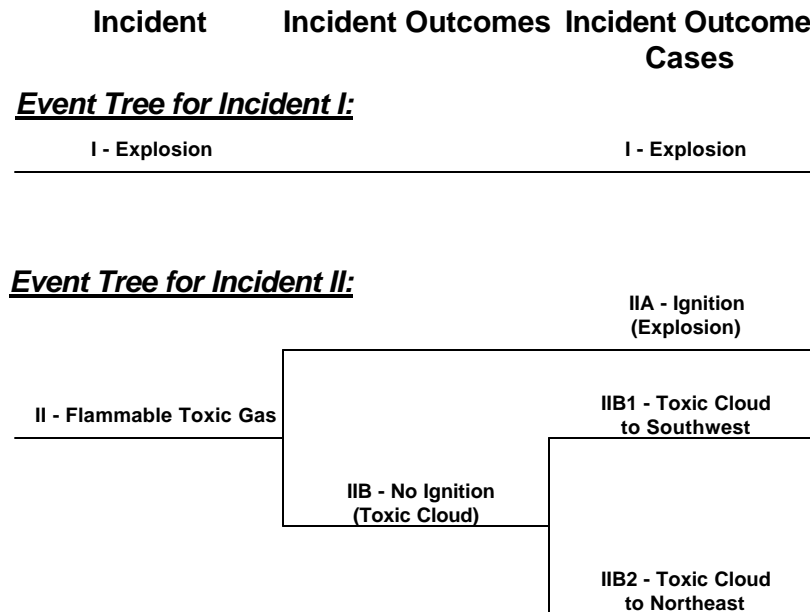 Incident Incident Outcomes Incident Outcome
Cases
Event Tree for Incident I:
I - Explosion I - Explosion
Event Tree for Incident II:
IIA - Ignition
(Explosion)
II - Flammable Toxic Gas
IIB1 - Toxic Cloud
to Southwest
IIB - No Ignition
(Toxic Cloud)
IIB2 - Toxic Cloud
to Northeast